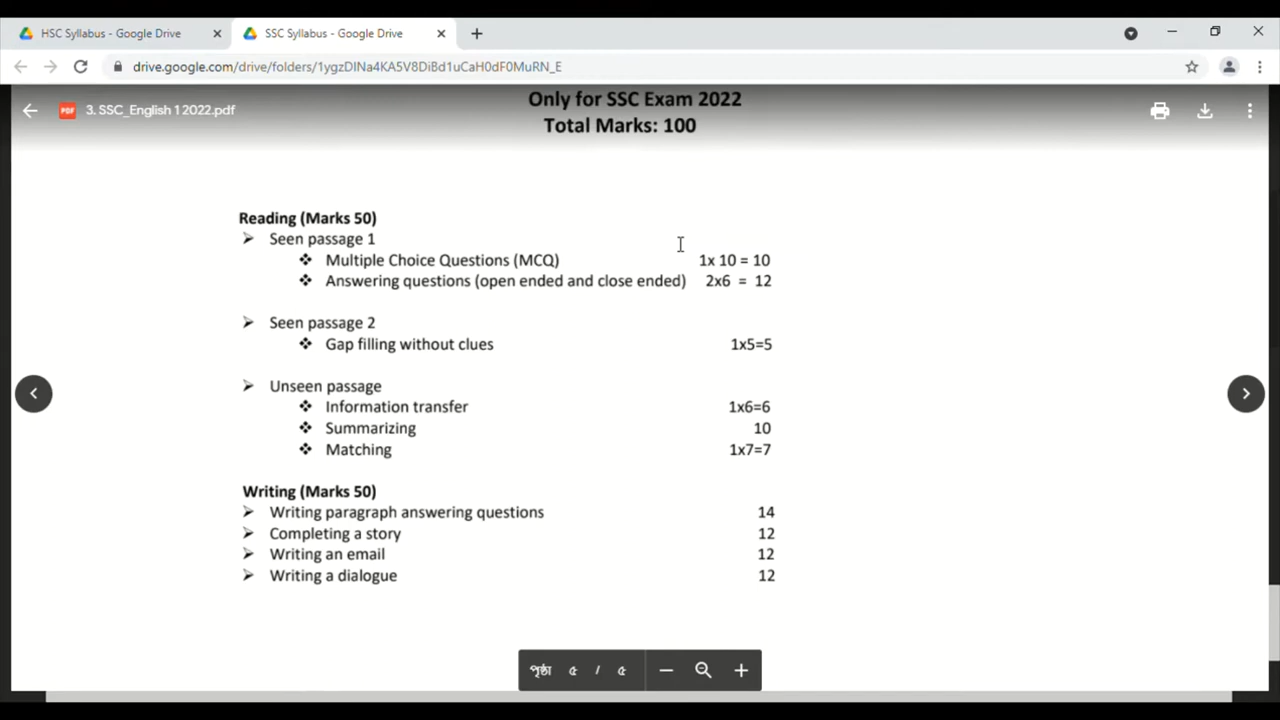 HSC Syllabus - Google Drive
SSC Syllabus - Google Drive
drive.google.com/drive/folders/1ygzDINa4KA5V8DiBd1uCaH0dF0MuRN_E
PDF 3. SSC_English 1 2022.pdf
Only for SSC Exam 2022
Total Marks: 100
Reading (Marks 50)
➢ Seen passage 1
❖ Multiple Choice Questions (MCQ) 1x 10 = 10
❖ Answering questions (open ended and close ended) 2x6 = 12
➢ Seen passage 2
❖ Gap filling without clues 1x5=5
➢ Unseen passage
❖ Information transfer 1x6=6
❖ Summarizing 10
❖ Matching 1x7=7
Writing (Marks 50)
➢ Writing paragraph answering questions 14
➢ Completing a story 12
➢ Writing an email 12
➢ Writing a dialogue 12
পৃষ্ঠা ৫ / ৫